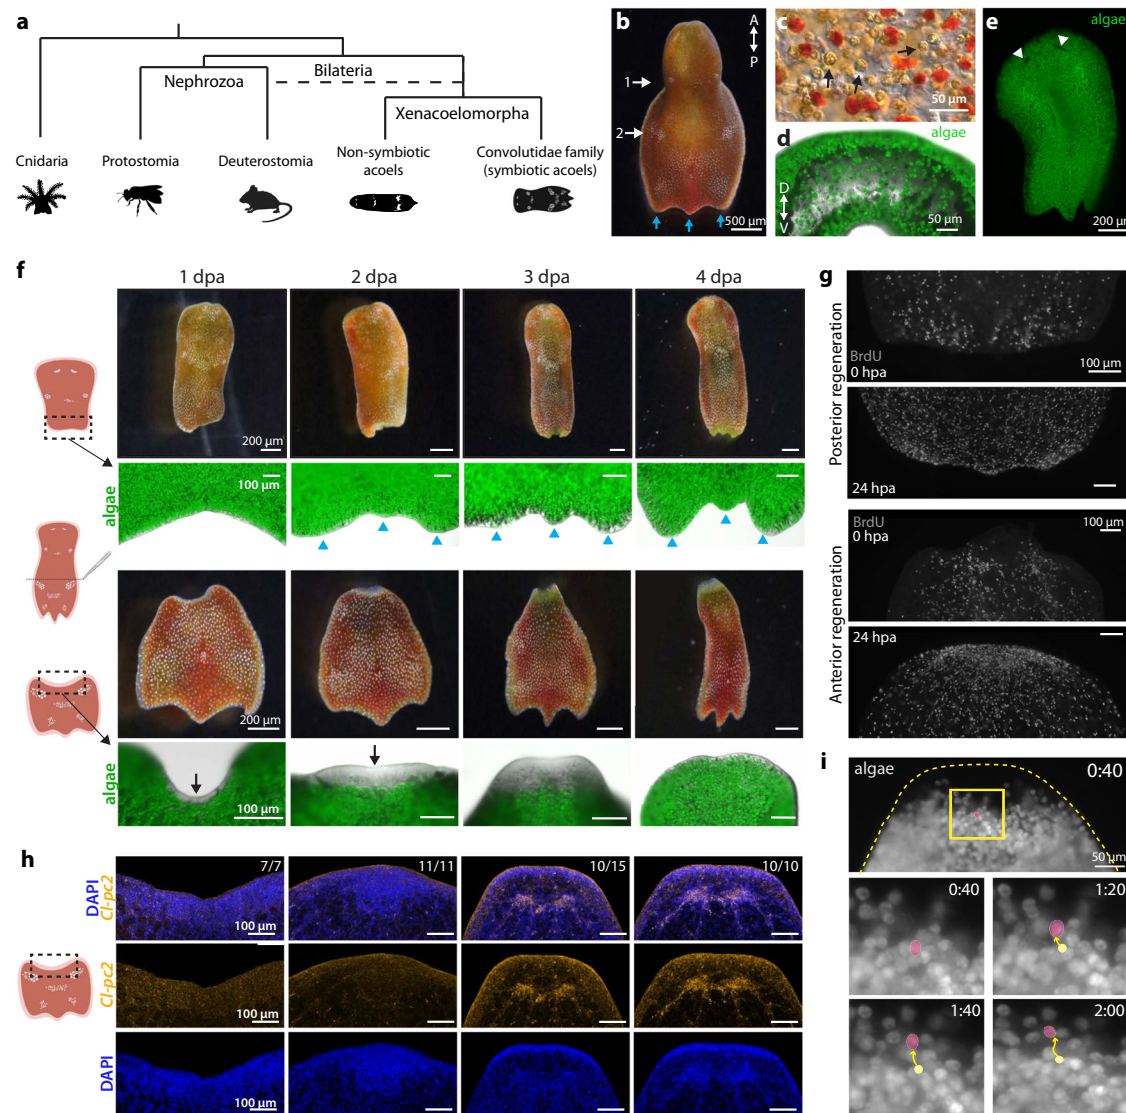 a
Nephrozoa
Bilateria
Xenacoelomorpha
Cnidaria
Protostomia
Deuterostomia
Non-symbiotic
acoels
Convolutidae family
(symbiotic acoels)
b
A
P
1
2
500 µm
c
50 µm
d
algae
D
V
50 µm
e
algae
200 µm
f
1 dpa
2 dpa
3 dpa
4 dpa
200 µm
algae
100 µm
200 µm
algae
100 µm
g
Posterior regeneration
BrdU
0 hpa
100 µm
24 hpa
Anterior regeneration
BrdU
0 hpa
100 µm
24 hpa
h
DAPI
Cl-pc2
7/7
11/11
10/15
10/10
100 µm
Cl-pc2
100 µm
DAPI
100 µm
i
algae
0:40
50 µm
0:40
1:20
1:40
2:00